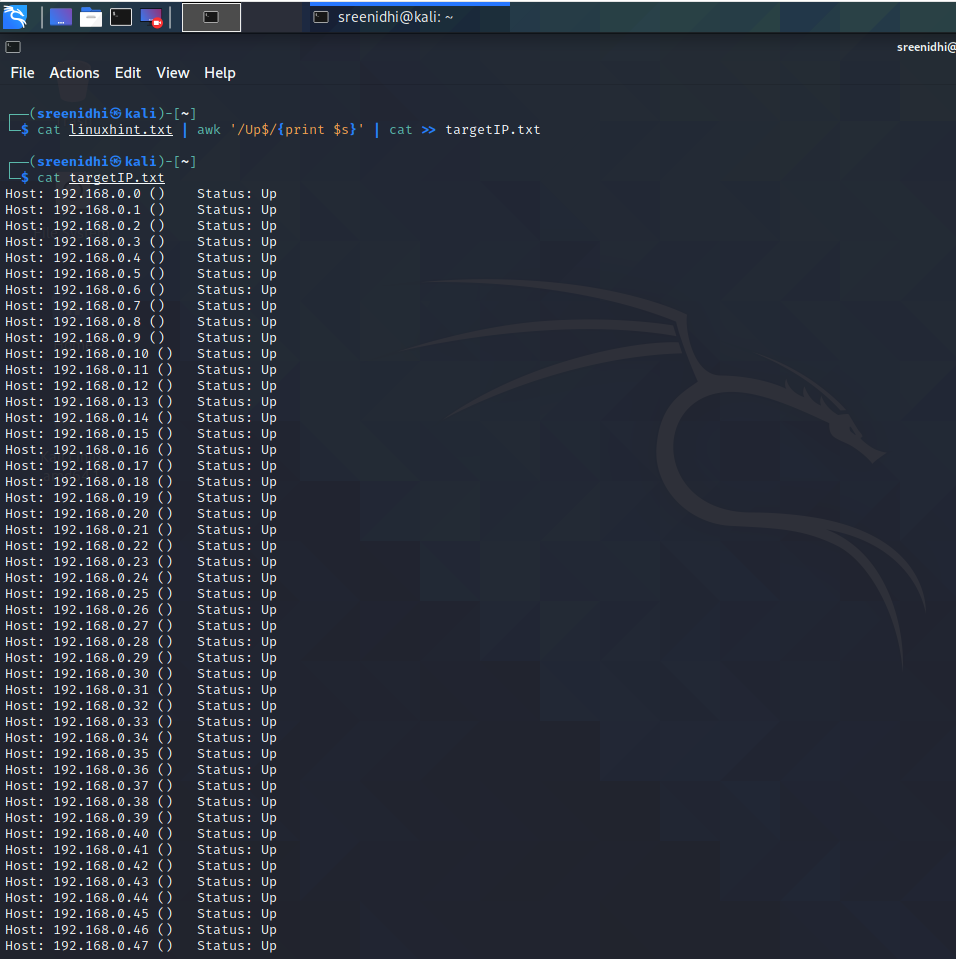 sreenidhi@kali: ~
sreenidhi@
File Actions Edit View Help
┌──(sreenidhi㉿kali)-[~]
└─$ cat linuxhint.txt | awk '/Up$/{print $s}' | cat >> targetIP.txt
┌──(sreenidhi㉿kali)-[~]
└─$ cat targetIP.txt
Host: 192.168.0.0 () Status: Up
Host: 192.168.0.1 () Status: Up
Host: 192.168.0.2 () Status: Up
Host: 192.168.0.3 () Status: Up
Host: 192.168.0.4 () Status: Up
Host: 192.168.0.5 () Status: Up
Host: 192.168.0.6 () Status: Up
Host: 192.168.0.7 () Status: Up
Host: 192.168.0.8 () Status: Up
Host: 192.168.0.9 () Status: Up
Host: 192.168.0.10 () Status: Up
Host: 192.168.0.11 () Status: Up
Host: 192.168.0.12 () Status: Up
Host: 192.168.0.13 () Status: Up
Host: 192.168.0.14 () Status: Up
Host: 192.168.0.15 () Status: Up
Host: 192.168.0.16 () Status: Up
Host: 192.168.0.17 () Status: Up
Host: 192.168.0.18 () Status: Up
Host: 192.168.0.19 () Status: Up
Host: 192.168.0.20 () Status: Up
Host: 192.168.0.21 () Status: Up
Host: 192.168.0.22 () Status: Up
Host: 192.168.0.23 () Status: Up
Host: 192.168.0.24 () Status: Up
Host: 192.168.0.25 () Status: Up
Host: 192.168.0.26 () Status: Up
Host: 192.168.0.27 () Status: Up
Host: 192.168.0.28 () Status: Up
Host: 192.168.0.29 () Status: Up
Host: 192.168.0.30 () Status: Up
Host: 192.168.0.31 () Status: Up
Host: 192.168.0.32 () Status: Up
Host: 192.168.0.33 () Status: Up
Host: 192.168.0.34 () Status: Up
Host: 192.168.0.35 () Status: Up
Host: 192.168.0.36 () Status: Up
Host: 192.168.0.37 () Status: Up
Host: 192.168.0.38 () Status: Up
Host: 192.168.0.39 () Status: Up
Host: 192.168.0.40 () Status: Up
Host: 192.168.0.41 () Status: Up
Host: 192.168.0.42 () Status: Up
Host: 192.168.0.43 () Status: Up
Host: 192.168.0.44 () Status: Up
Host: 192.168.0.45 () Status: Up
Host: 192.168.0.46 () Status: Up
Host: 192.168.0.47 () Status: Up